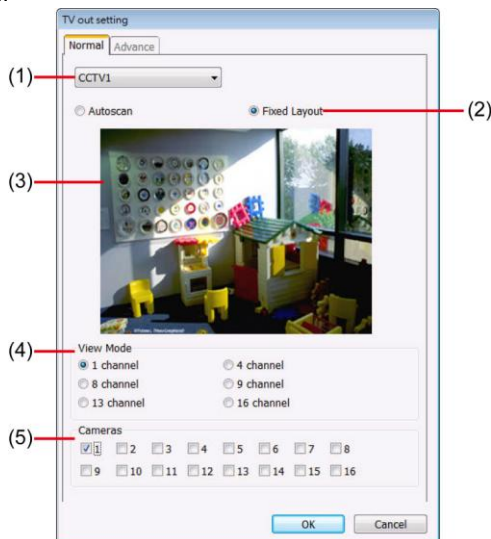 TV out setting
Normal Advance
(1) CCTV1
Autoscan Fixed Layout (2)
(3)
(4) View Mode
1 channel 4 channel
8 channel 9 channel
13 channel 16 channel
(5) Cameras
1 2 3 4 5 6 7 8
9 10 11 12 13 14 15 16
OK Cancel